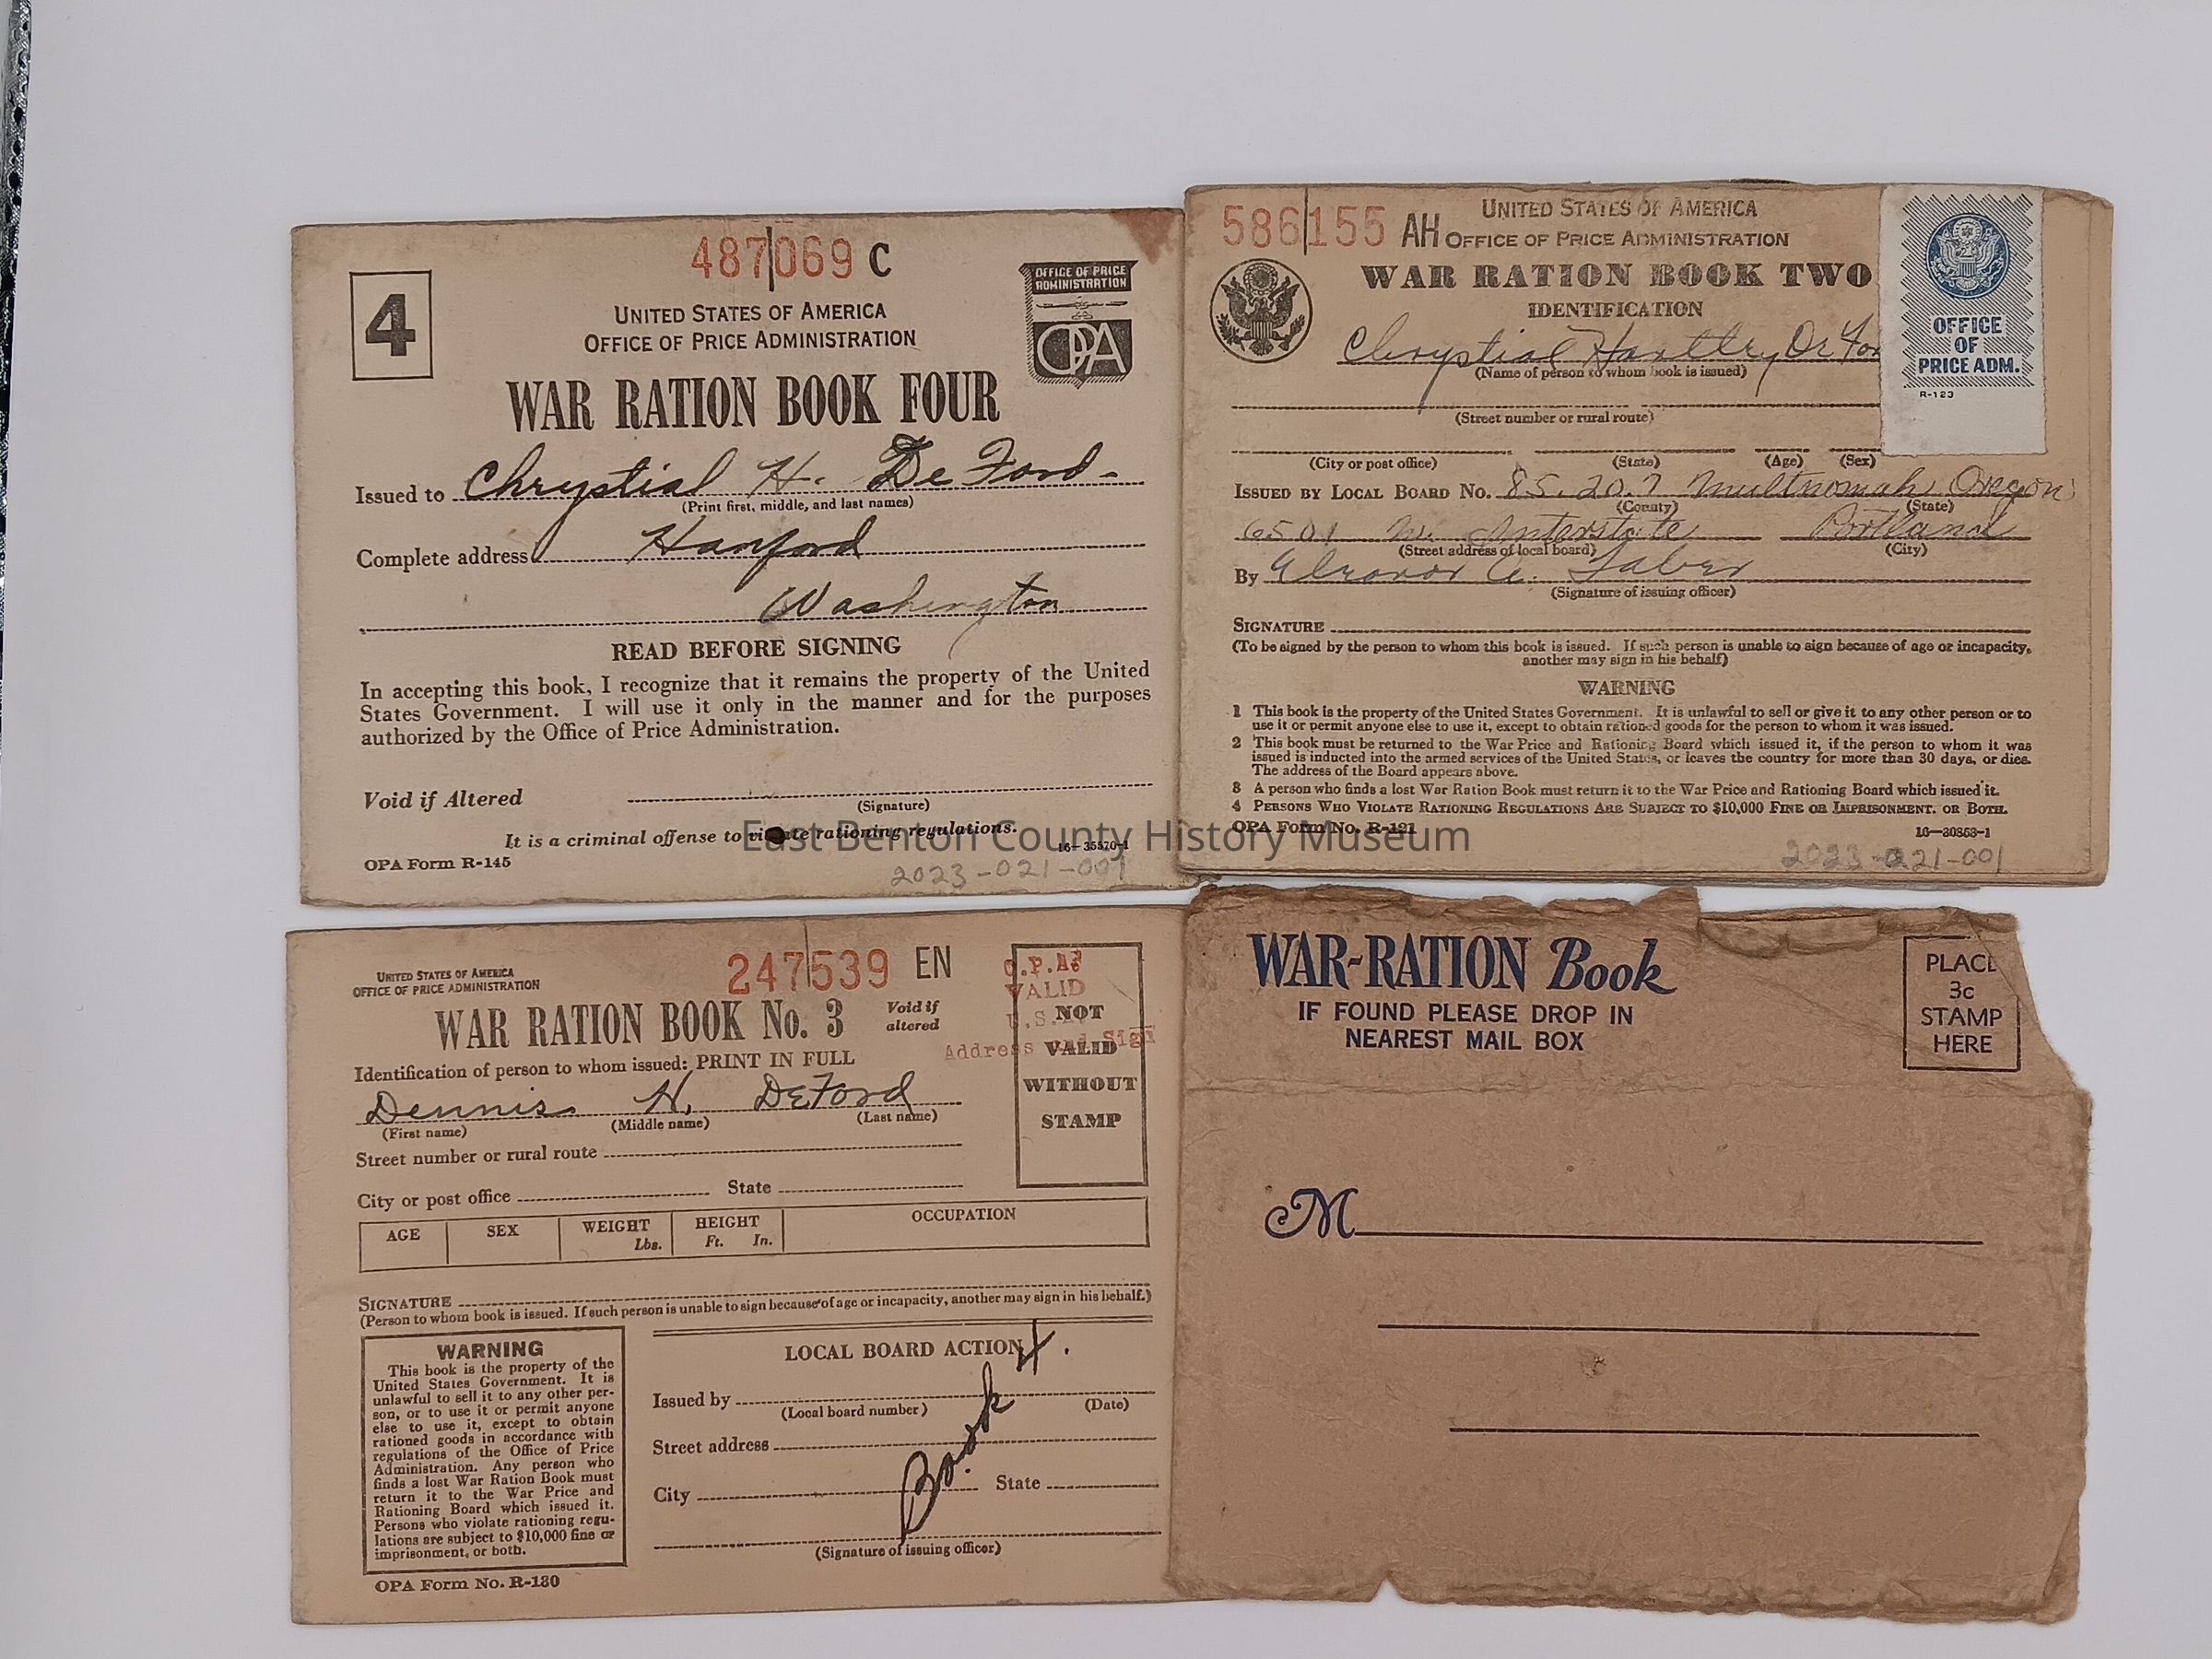 487069 C
4
UNITED STATES OF AMERICA
OFFICE OF PRICE ADMINISTRATION
OFFICE OF PRICE
ADMINISTRATION
OPA
WAR RATION BOOK FOUR
Issued to Chrystial H. De Ford
(Print first, middle, and last names)
Complete address Hanford
Washington
READ BEFORE SIGNING
In accepting this book, I recognize that it remains the property of the United
States Government. I will use it only in the manner and for the purposes
authorized by the Office of Price Administration.
Void if Altered
(Signature)
It is a criminal offense to violate rationing regulations.
OPA Form R-145
16-35570-1
2023-021-001
586155 AH
UNITED STATES OF AMERICA
OFFICE OF PRICE ADMINISTRATION
WAR RATION BOOK TWO
IDENTIFICATION
OFFICE
OF
PRICE ADM.
R-123
Chrystial Hartley De For
(Name of person to whom book is issued)
(Street number or rural route)
(City or post office) (State) (Age) (Sex)
ISSUED BY LOCAL BOARD NO. 85.20.7 Multnomah Oregon
(County) (State)
6501 N. Interstate Portland
(Street address of local board) (City)
By Eleanor A.
(Signature of issuing officer)
SIGNATURE
(To be signed by the person to whom this book is issued. If such person is unable to sign because of age or incapacity,
another may sign in his behalf)
WARNING
1 This book is the property of the United States Government. It is unlawful to sell or give it to any other person or to
use it or permit anyone else to use it, except to obtain rationed goods for the person to whom it was issued.
2 This book must be returned to the War Price and Rationing Board which issued it, if the person to whom it was
issued is inducted into the armed services of the United States, or leaves the country for more than 30 days, or dies.
The address of the Board appears above.
3 A person who finds a lost War Ration Book must return it to the War Price and Rationing Board which issued it.
4 PERSONS WHO VIOLATE RATIONING REGULATIONS ARE SUBJECT TO $10,000 FINE OR IMPRISONMENT, OR BOTH.
OPA Form No. R-121
16-30853-1
2023-021-001
East Benton County History Museum
UNITED STATES OF AMERICA
OFFICE OF PRICE ADMINISTRATION
247539 EN
WAR RATION BOOK No. 3
Void if
altered
Identification of person to whom issued: PRINT IN FULL
Dennis H. DeFord
(First name) (Middle name) (Last name)
Street number or rural route
City or post office State
AGE SEX WEIGHT HEIGHT OCCUPATION
Lbs. Ft. In.
VALID
Address and Sign
NOT
VALID
WITHOUT
STAMP
SIGNATURE
(Person to whom book is issued. If such person is unable to sign because of age or incapacity, another may sign in his behalf.)
WARNING
This book is the property of the
United States Government. It is
unlawful to sell it to any other per-
son, or to use it or permit anyone
else to use it, except to obtain
rationed goods in accordance with
regulations of the Office of Price
Administration. Any person who
finds a lost War Ration Book must
return it to the War Price and
Rationing Board which issued it.
Persons who violate rationing regu-
lations are subject to $10,000 fine or
imprisonment, or both.
OPA Form No. R-130
LOCAL BOARD ACTION
Issued by
(Local board number) (Date)
Street address
City State
(Signature of issuing officer)
Book 4.
WAR-RATION Book
IF FOUND PLEASE DROP IN
NEAREST MAIL BOX
PLACE
3c
STAMP
HERE
M